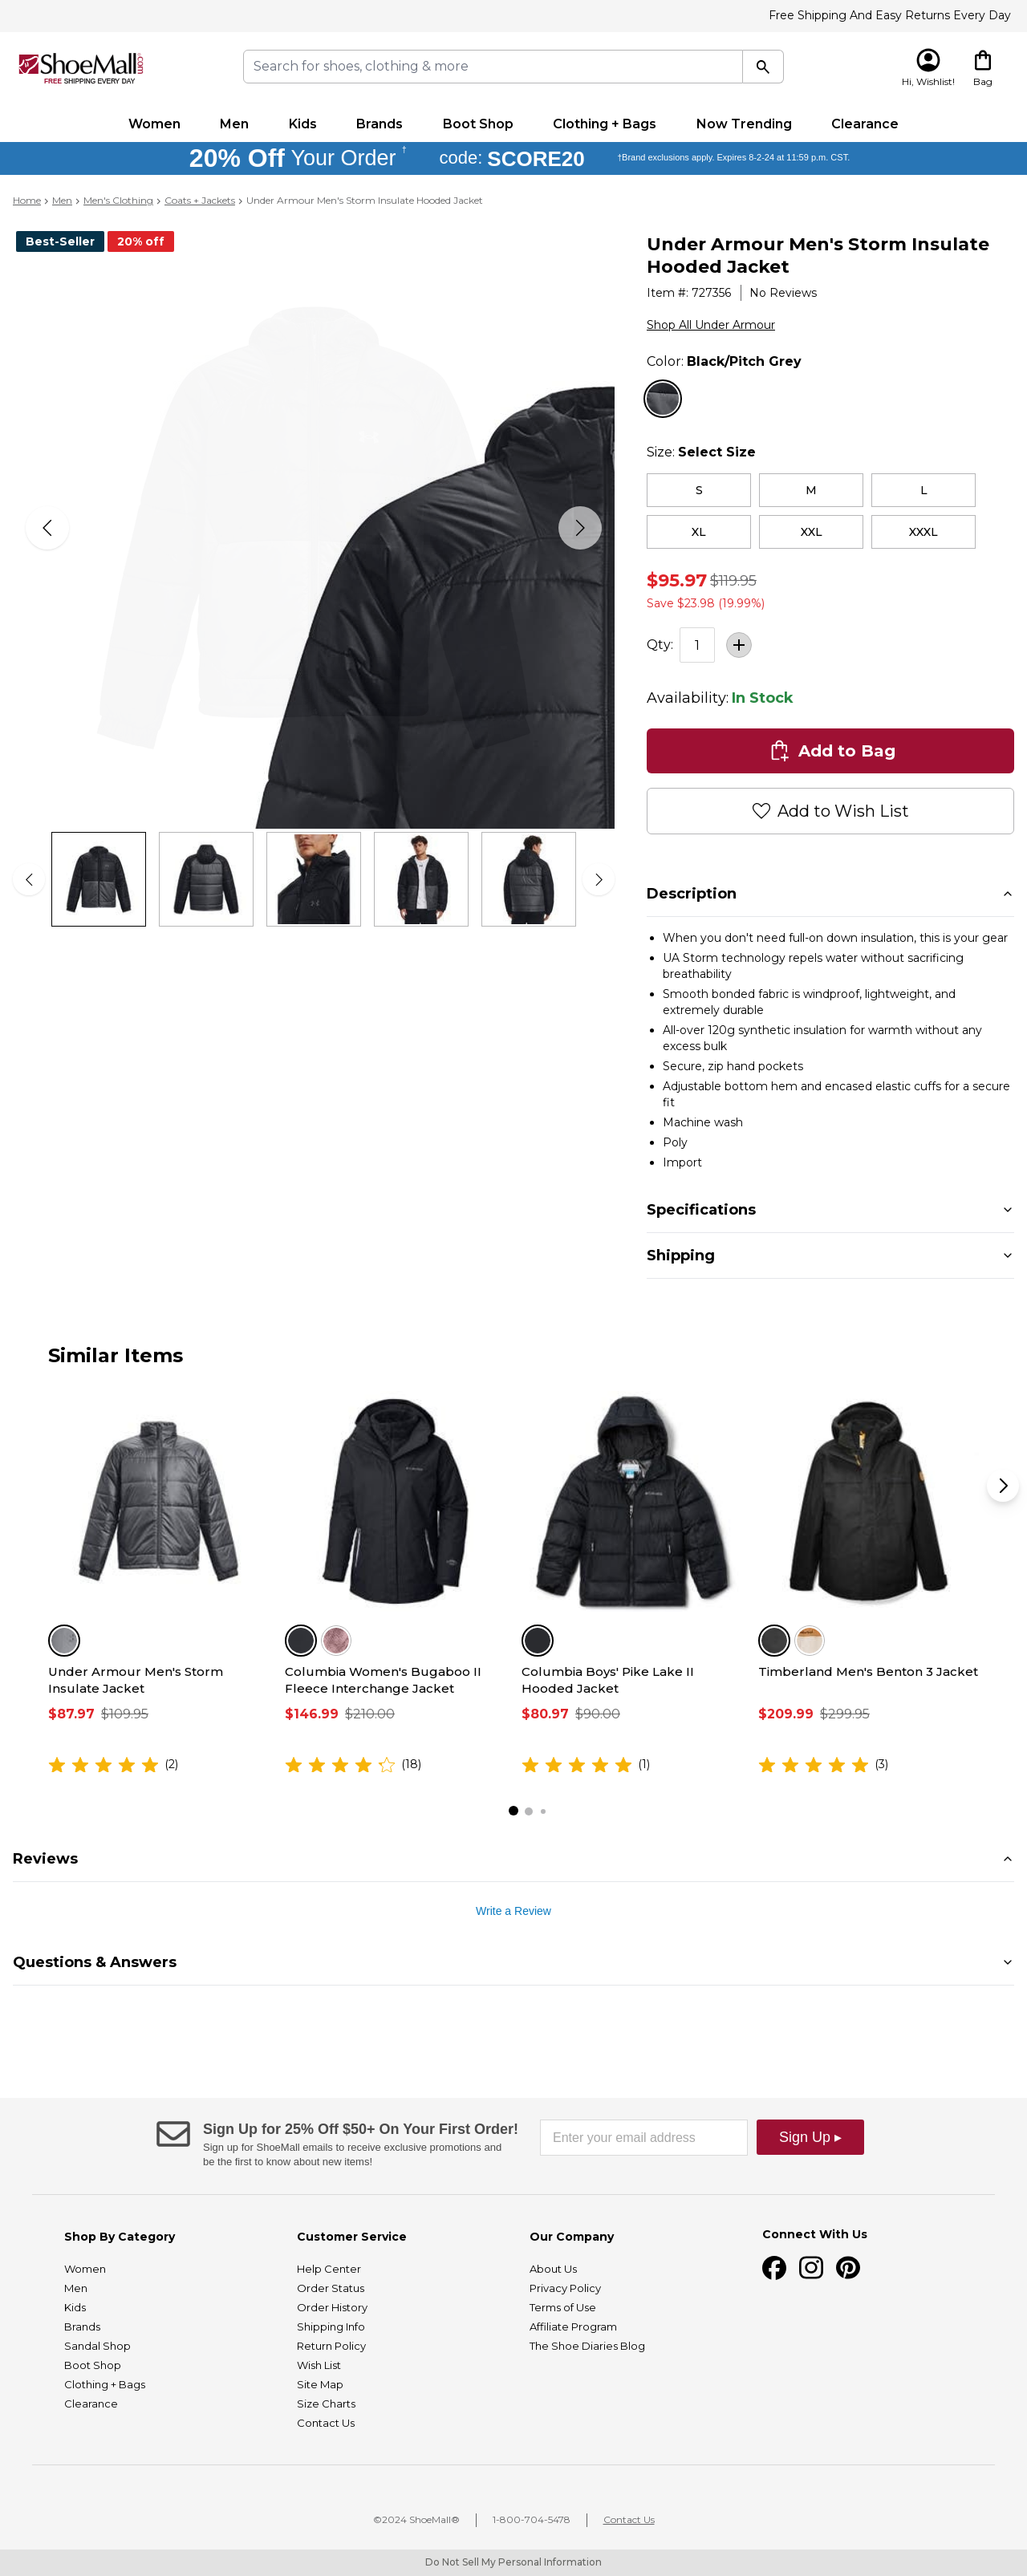 Free Shipping And Easy Returns Every Day
ShoeMall.com
FREE SHIPPING EVERY DAY
Search for shoes, clothing & more
Hi, Wishlist!
Bag
Women
Men
Kids
Brands
Boot Shop
Clothing + Bags
Now Trending
Clearance
20% Off Your Order † code: SCORE20 †Brand exclusions apply. Expires 8-2-24 at 11:59 p.m. CST.
Home > Men > Men's Clothing > Coats + Jackets > Under Armour Men's Storm Insulate Hooded Jacket
Best-Seller
20% off
Under Armour Men's Storm Insulate
Hooded Jacket
Item #: 727356 | No Reviews
Shop All Under Armour
Color: Black/Pitch Grey
Size: Select Size
S
M
L
XL
XXL
XXXL
$95.97 $119.95
Save $23.98 (19.99%)
Qty: 1 +
Availability: In Stock
Add to Bag
Add to Wish List
Description
• When you don't need full-on down insulation, this is your gear
• UA Storm technology repels water without sacrificing
breathability
• Smooth bonded fabric is windproof, lightweight, and
extremely durable
• All-over 120g synthetic insulation for warmth without any
excess bulk
• Secure, zip hand pockets
• Adjustable bottom hem and encased elastic cuffs for a secure
fit
• Machine wash
• Poly
• Import
Specifications
Shipping
Similar Items
Under Armour Men's Storm
Insulate Jacket
$87.97 $109.95
(2)
Columbia Women's Bugaboo II
Fleece Interchange Jacket
$146.99 $210.00
(18)
Columbia Boys' Pike Lake II
Hooded Jacket
$80.97 $90.00
(1)
Timberland Men's Benton 3 Jacket
$209.99 $299.95
(3)
Reviews
Write a Review
Questions & Answers
Sign Up for 25% Off $50+ On Your First Order!
Sign up for ShoeMall emails to receive exclusive promotions and
be the first to know about new items!
Enter your email address
Sign Up ▸
Shop By Category
Women
Men
Kids
Brands
Sandal Shop
Boot Shop
Clothing + Bags
Clearance
Customer Service
Help Center
Order Status
Order History
Shipping Info
Return Policy
Wish List
Site Map
Size Charts
Contact Us
Our Company
About Us
Privacy Policy
Terms of Use
Affiliate Program
The Shoe Diaries Blog
Connect With Us
©2024 ShoeMall® | 1-800-704-5478 | Contact Us
Do Not Sell My Personal Information